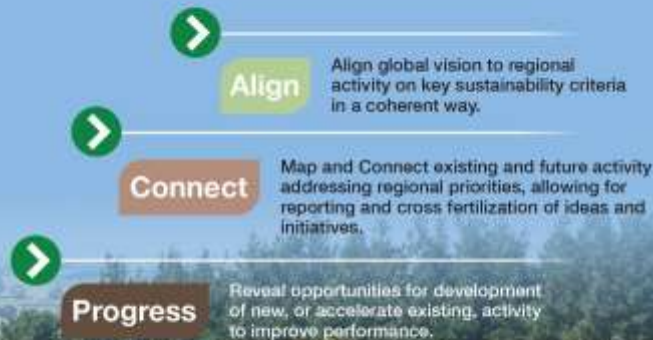 Align
Align global vision to regional
activity on key sustainability criteria
in a coherent way.
Connect
Map and Connect existing and future activity
addressing regional priorities, allowing for
reporting and cross fertilization of ideas and
initiatives.
Progress
Reveal opportunities for development
of new, or accelerate existing, activity
to improve performance.